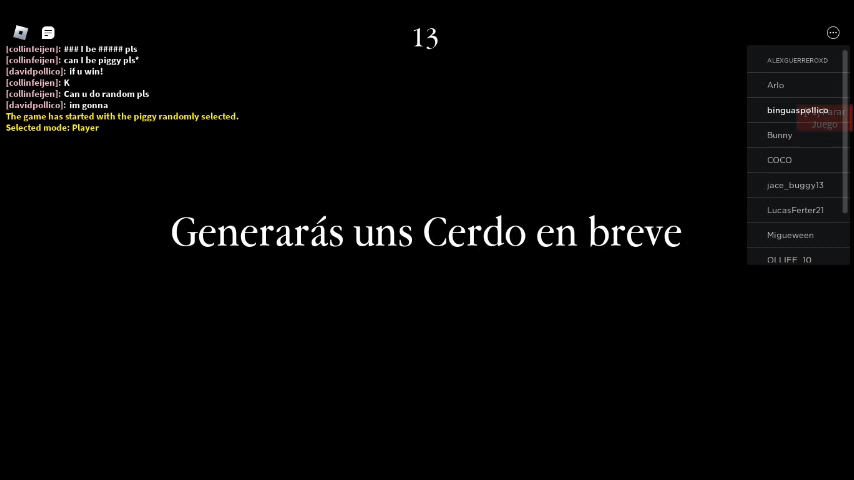 13
[collinfeijen]: ### I be ##### pls
[collinfeijen]: can I be piggy pls*
[davidpollico]: if u win!
[collinfeijen]: K
[collinfeijen]: Can u do random pls
[davidpollico]: im gonna
The game has started with the piggy randomly selected.
Selected mode: Player
Generarás uns Cerdo en breve
ALEXGUERREROXD
Arlo
binguaspollico
Bunny
Juego
COCO
jace_buggy13
LucasFerter21
Migueween
OLLIEE_10